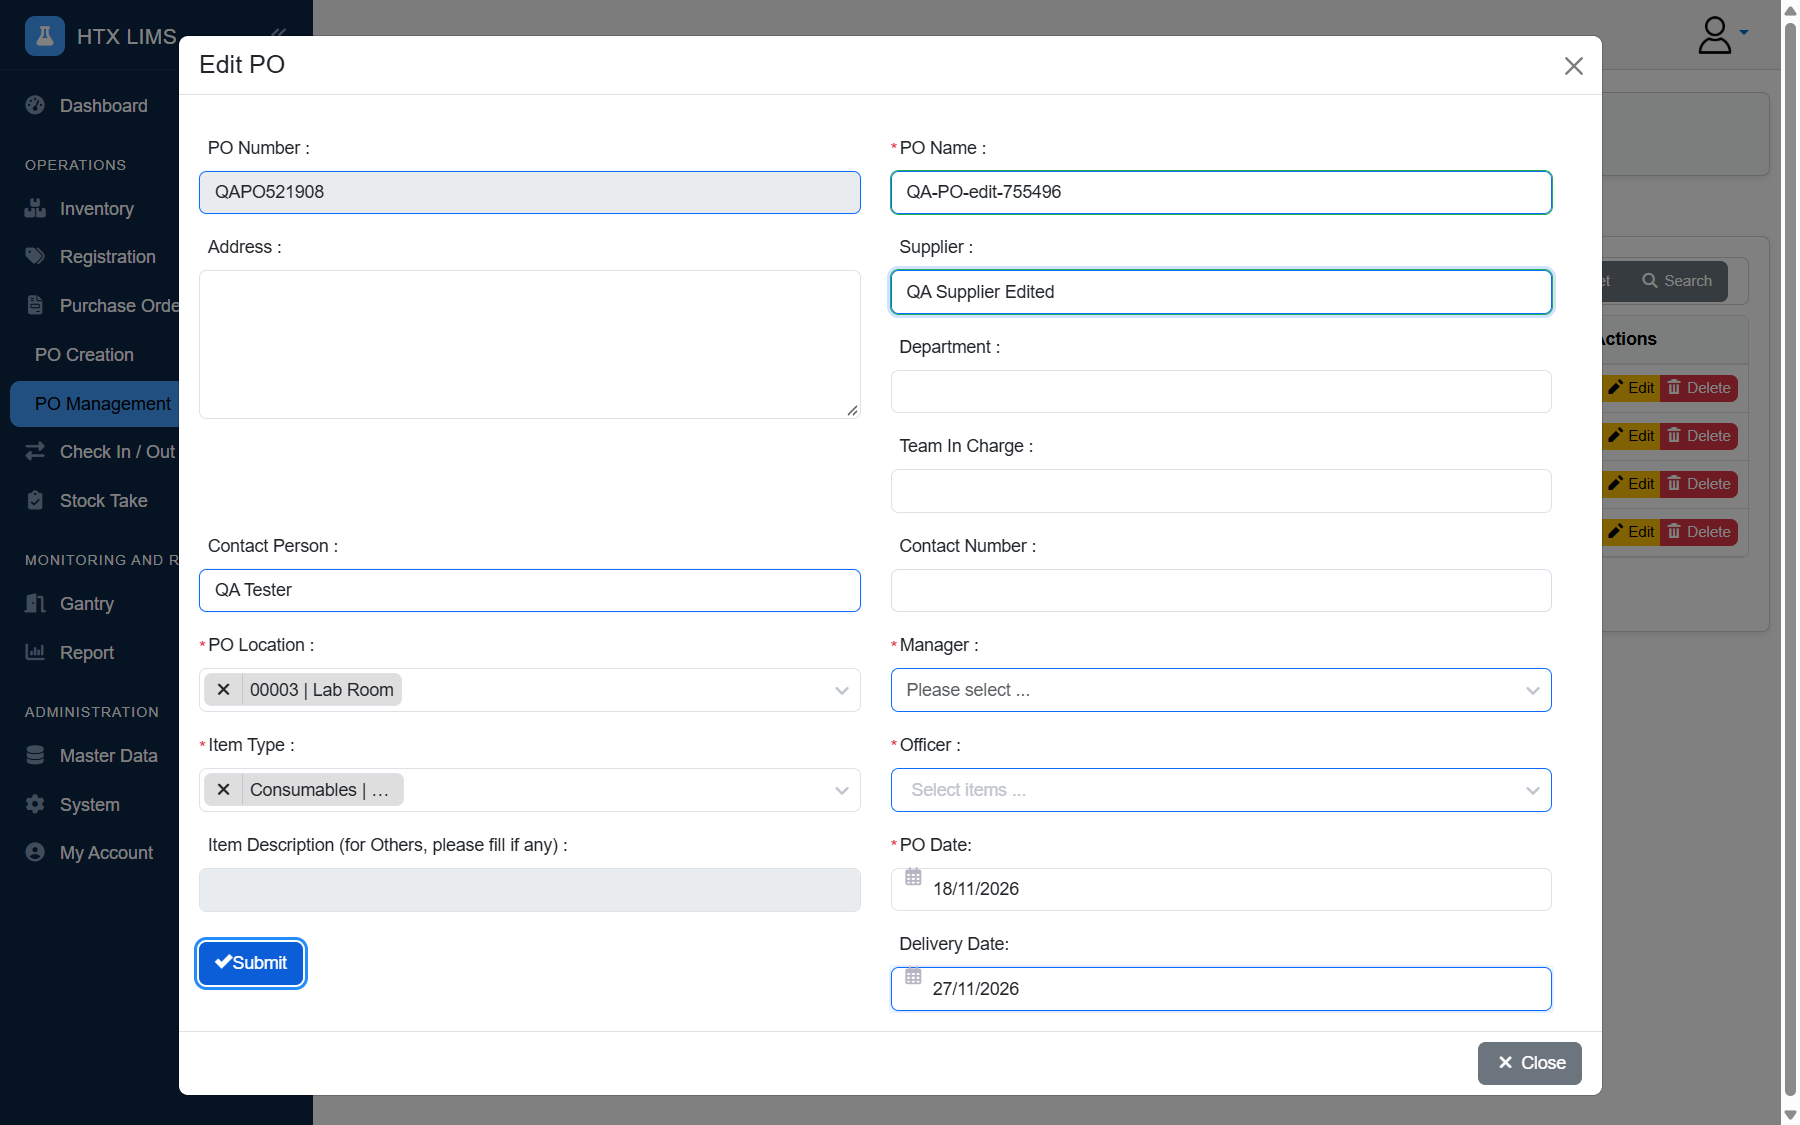 HTX LIMS
Dashboard
OPERATIONS
Inventory
Registration
Purchase Orde
PO Creation
PO Management
Check In / Out
Stock Take
MONITORING AND R
Gantry
Report
ADMINISTRATION
Master Data
System
My Account
Edit PO
PO Number :
QAPO521908
*PO Name :
QA-PO-edit-755496
Address :
Supplier :
QA Supplier Edited
Department :
Team In Charge :
Contact Person :
QA Tester
Contact Number :
*PO Location :
00003 | Lab Room
*Manager :
Please select ...
*Item Type :
Consumables | ...
*Officer :
Select items ...
Item Description (for Others, please fill if any) :
*PO Date:
18/11/2026
Delivery Date:
27/11/2026
Submit
Close
et
Search
Actions
Edit Delete
Edit Delete
Edit Delete
Edit Delete